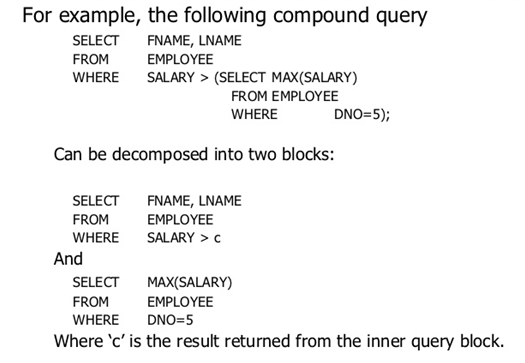 For example, the following compound query
SELECT FNAME, LNAME
FROM EMPLOYEE
WHERE SALARY > (SELECT MAX(SALARY)
FROM EMPLOYEE
WHERE DNO=5);
Can be decomposed into two blocks:
SELECT FNAME, LNAME
FROM EMPLOYEE
WHERE SALARY > c
And
SELECT MAX(SALARY)
FROM EMPLOYEE
WHERE DNO=5
Where ‘c’ is the result returned from the inner query block.